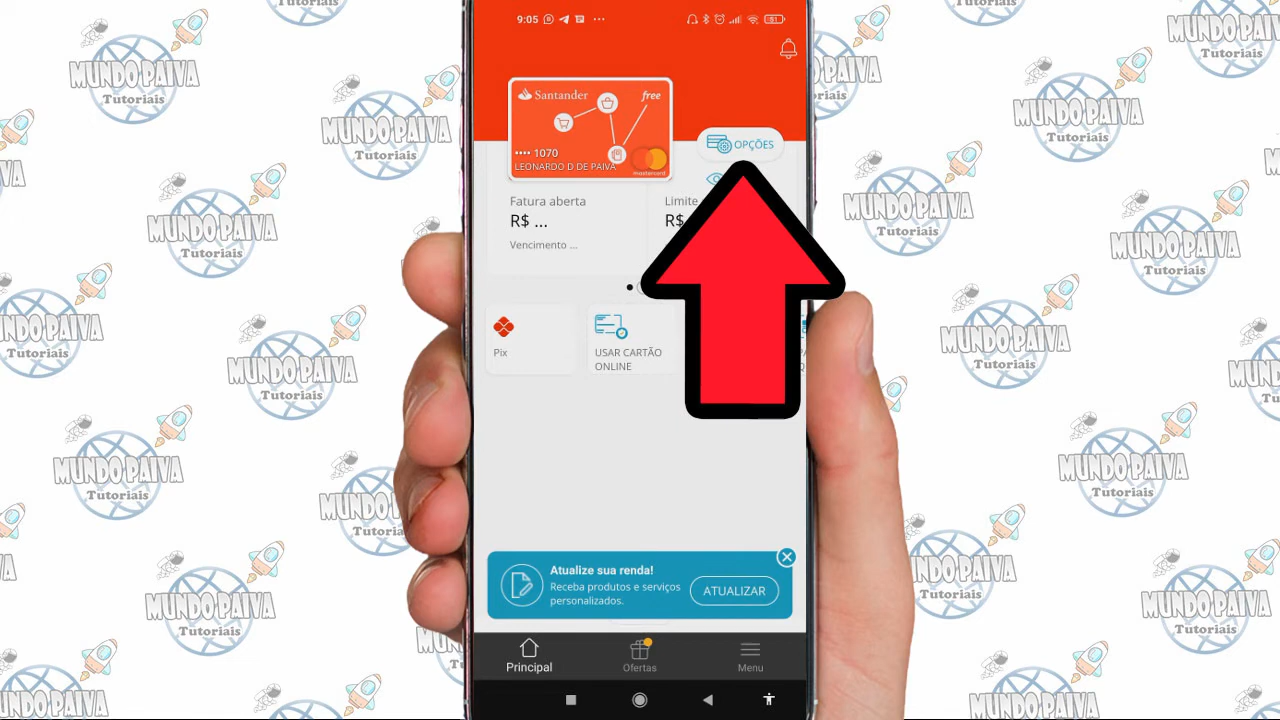 9:05
51
Santander
free
•••• 1070
LEONARDO D DE PAIVA
mastercard
OPÇÕES
Fatura aberta
R$ ...
Vencimento ...
Limite
R$
Pix
USAR CARTÃO
ONLINE
Atualize sua renda!
Receba produtos e serviços
personalizados.
ATUALIZAR
Principal
Ofertas
Menu
MUNDO PAIVA
Tutoriais